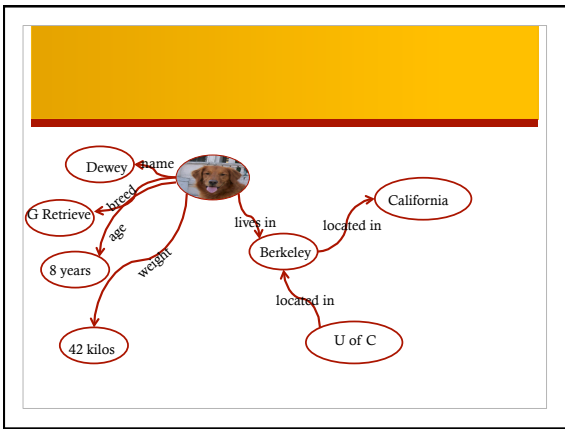 Dewey
name
G Retrieve
breed
age
8 years
weight
42 kilos
lives in
Berkeley
located in
California
located in
U of C